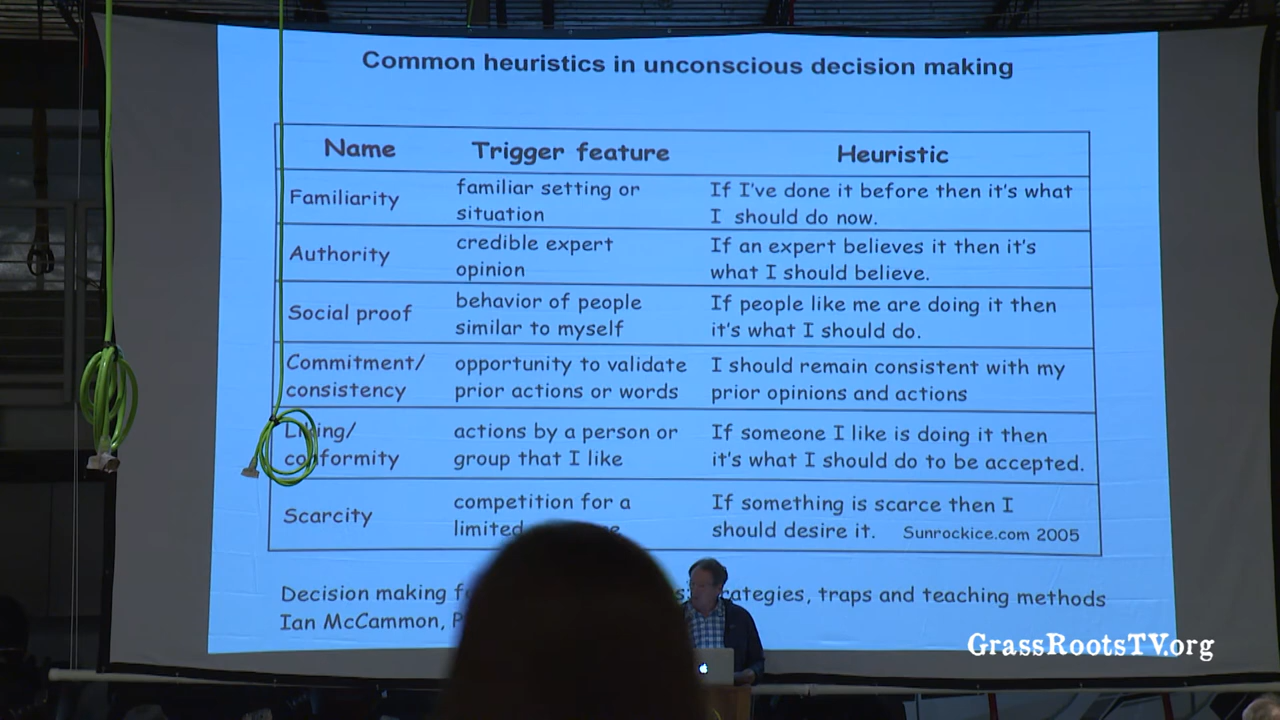 Common heuristics in unconscious decision making
Name Trigger feature Heuristic
Familiarity
familiar setting or
situation
If I've done it before then it's what
I should do now.
Authority
credible expert
opinion
If an expert believes it then it's
what I should believe.
Social proof
behavior of people
similar to myself
If people like me are doing it then
it's what I should do.
Commitment/
consistency
opportunity to validate
prior actions or words
I should remain consistent with my
prior opinions and actions
Liking/
conformity
actions by a person or
group that I like
If someone I like is doing it then
it's what I should do to be accepted.
Scarcity
competition for a
limited
If something is scarce then I
should desire it. Sunrockice.com 2005
Decision making traps and teaching methods
Ian McCammon,
GrassRootsTV.org